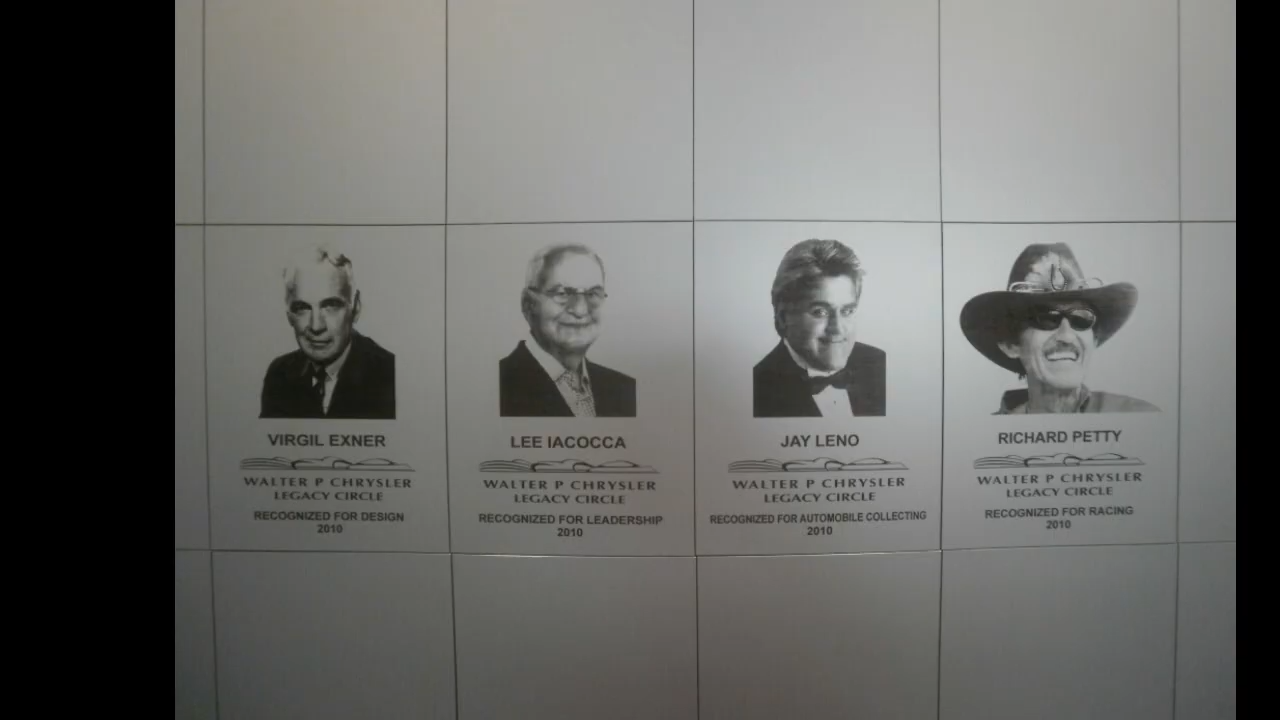 VIRGIL EXNER
WALTER P CHRYSLER
LEGACY CIRCLE
RECOGNIZED FOR DESIGN
2010
LEE IACOCCA
WALTER P CHRYSLER
LEGACY CIRCLE
RECOGNIZED FOR LEADERSHIP
2010
JAY LENO
WALTER P CHRYSLER
LEGACY CIRCLE
RECOGNIZED FOR AUTOMOBILE COLLECTING
2010
RICHARD PETTY
WALTER P CHRYSLER
LEGACY CIRCLE
RECOGNIZED FOR RACING
2010